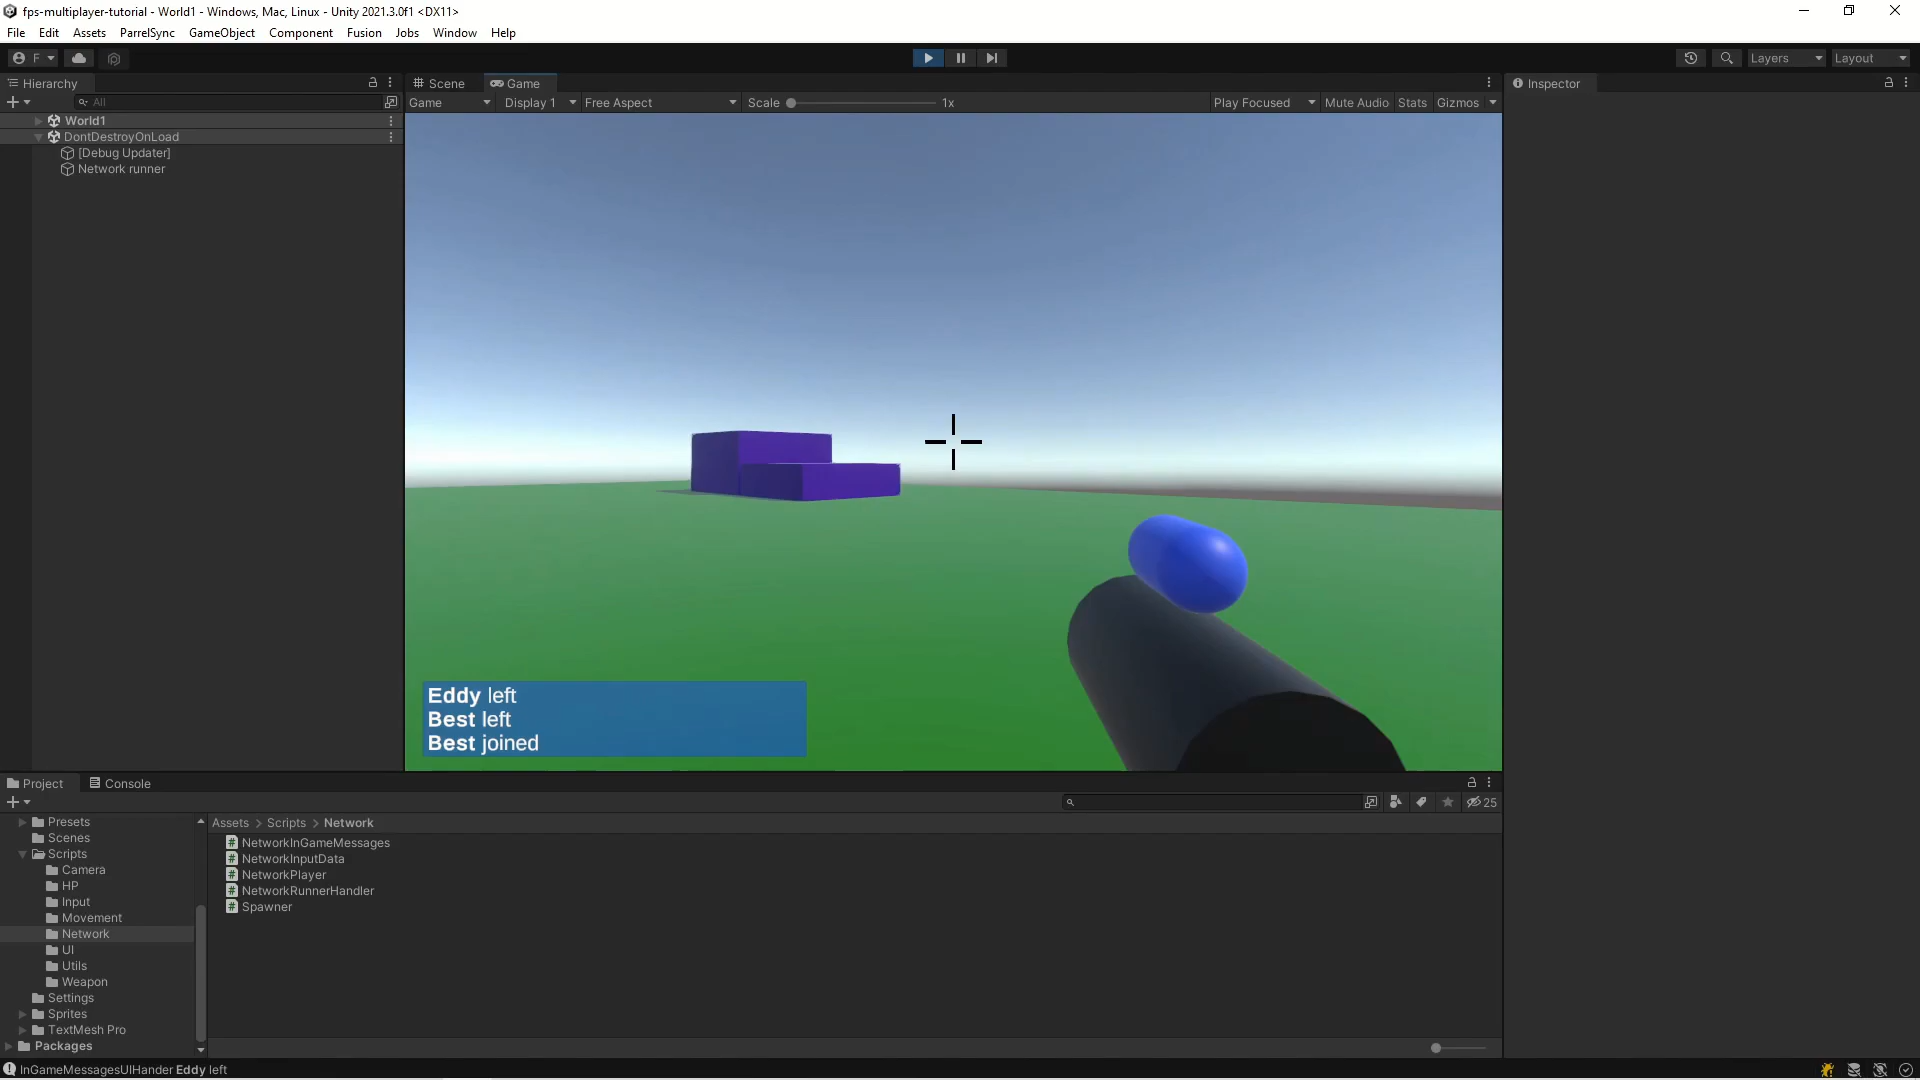 fps-multiplayer-tutorial - World1 - Windows, Mac, Linux - Unity 2021.3.0f1 <DX11>
File Edit Assets ParrelSync GameObject Component Fusion Jobs Window Help
F
Layers
Layout
Hierarchy
All
World1
DontDestroyOnLoad
[Debug Updater]
Network runner
Scene
Game
Game
Display 1
Free Aspect
Scale
1x
Play Focused
Mute Audio
Stats
Gizmos
Eddy left
Best left
Best joined
Inspector
Project
Console
25
Presets
Scenes
Scripts
Camera
HP
Input
Movement
Network
UI
Utils
Weapon
Settings
Sprites
TextMesh Pro
Packages
Assets > Scripts > Network
NetworkInGameMessages
NetworkInputData
NetworkPlayer
NetworkRunnerHandler
Spawner
InGameMessagesUIHander Eddy left